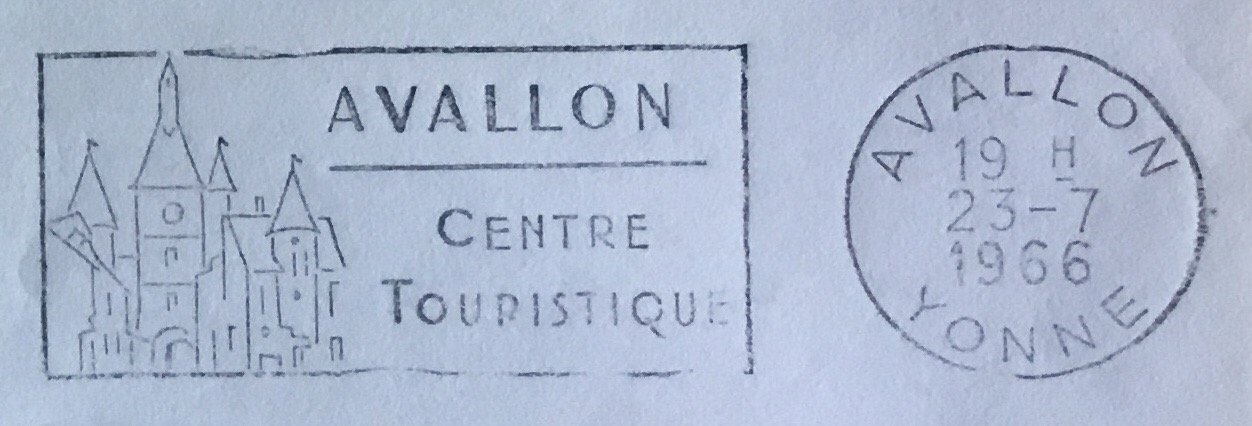 AVALLON
CENTRE
TOURISTIQUE
AVALLON
19 H
23-7
1966
YONNE